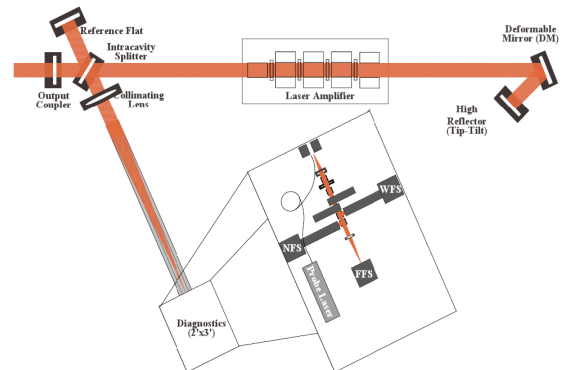 Reference Flat
Intracavity
Splitter
Output
Coupler
Collimating
Lens
Laser Amplifier
Deformable
Mirror (DM)
High
Reflector
(Tip-Tilt)
WFS
NFS
FFS
Probe Laser
Diagnostics
(2'x3')